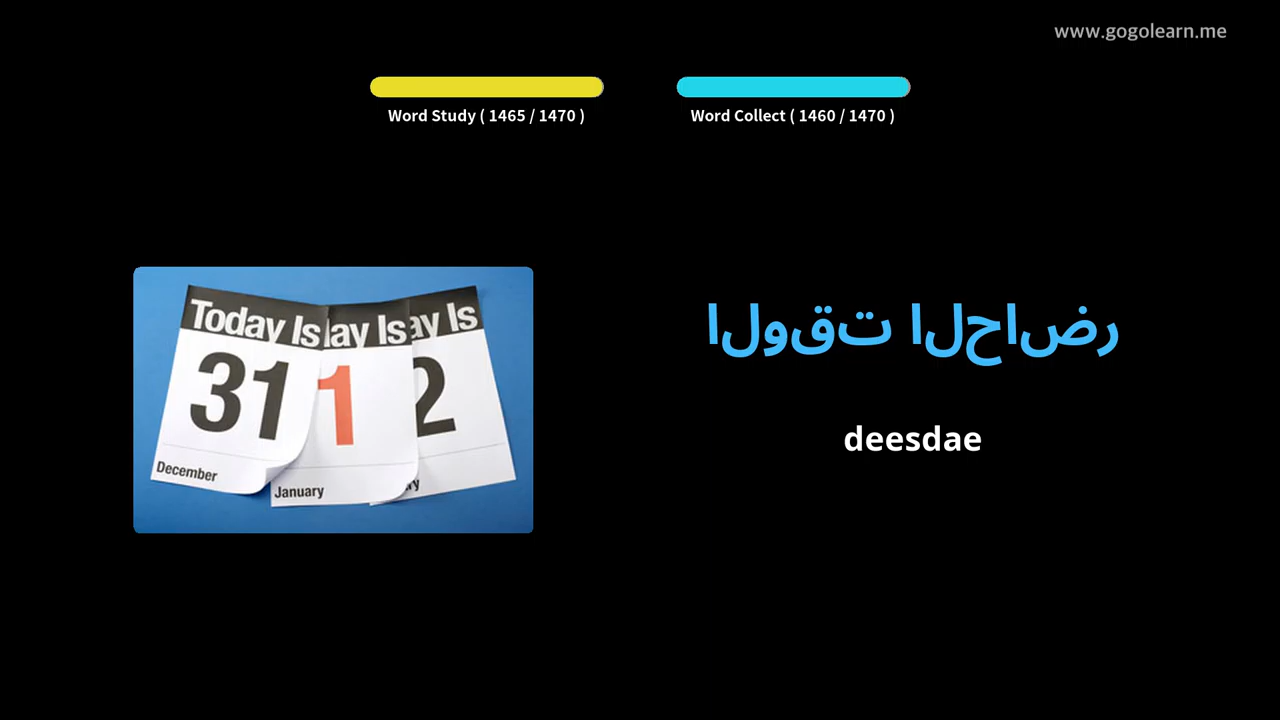 www.gogolearn.me
Word Study ( 1465 / 1470 )
Word Collect ( 1460 / 1470 )
Today Is
day Is
ay Is
31
1
2
December
January
ry
الوقت الحاضر
deesdae